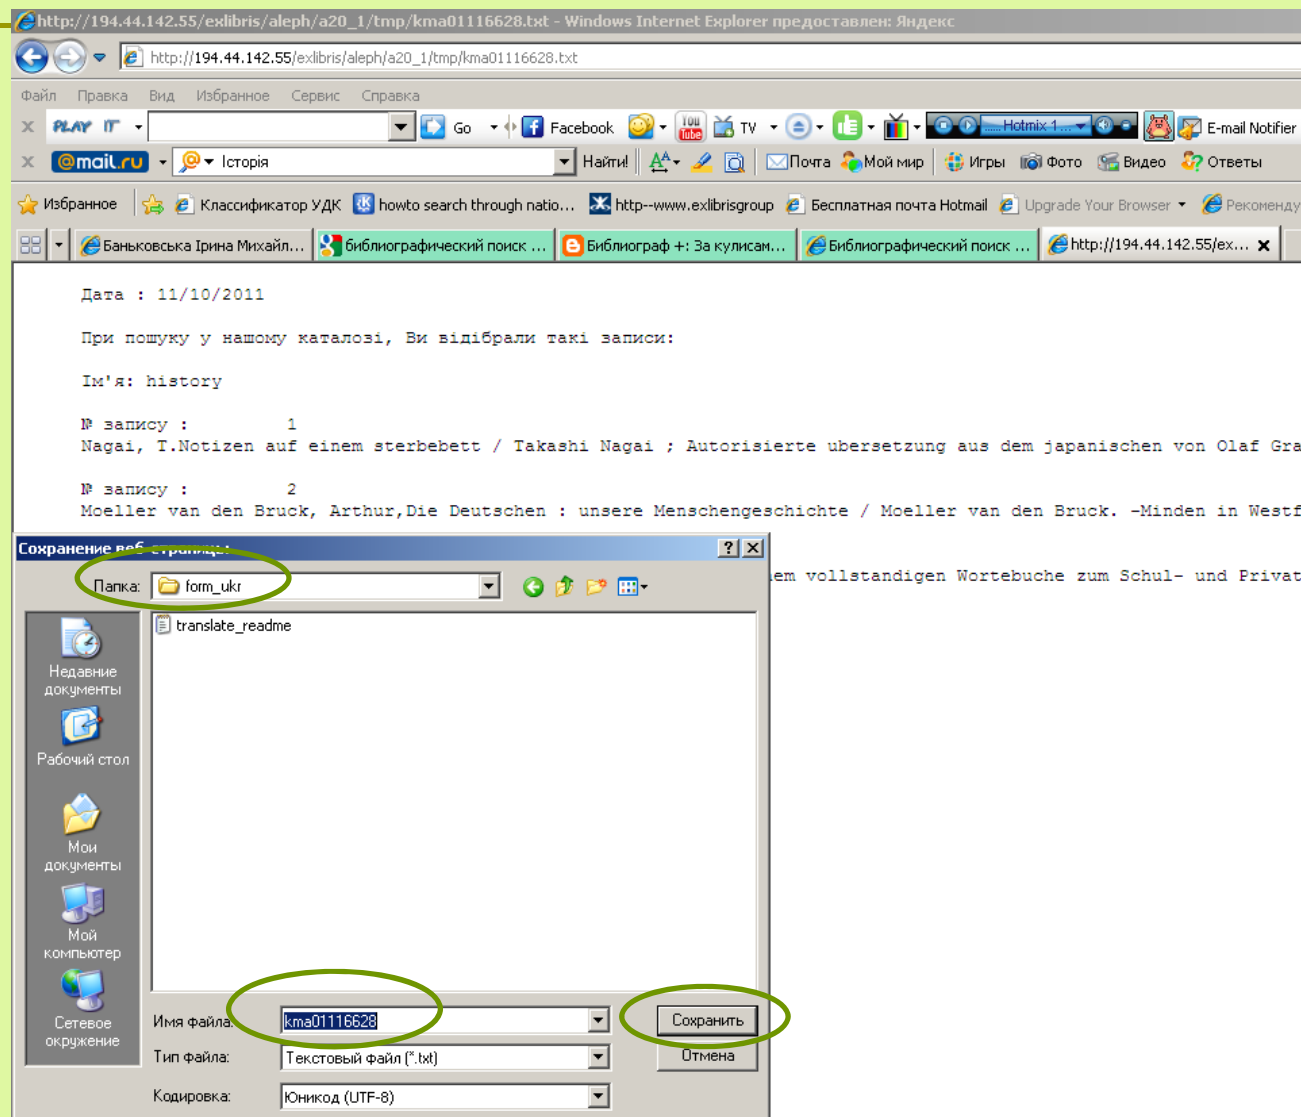 http://194.44.142.55/exlibris/aleph/a20_1/tmp/kma01116628.txt - Windows Internet Explorer предоставлен: Яндекс
http://194.44.142.55/exlibris/aleph/a20_1/tmp/kma01116628.txt
Файл Правка Вид Избранное Сервис Справка
x PLAY IT Go Facebook You Tube TV Hotmix 1... E-mail Notifier
x @mail.ru Історія Найти! Почта Мой мир Игры Фото Видео Ответы
Избранное Классификатор УДК howto search through natio... http--www.exlibrisgroup Бесплатная почта Hotmail Upgrade Your Browser Рекоменду
Баньковська Ірина Михайл... библиографический поиск ... Библиограф +: За кулисам... Библиографический поиск ... http://194.44.142.55/ex... x
Дата : 11/10/2011
При пошуку у нашому каталозі, Ви відібрали такі записи:
Ім'я: history
№ запису : 1
Nagai, T.Notizen auf einem sterbebett / Takashi Nagai ; Autorisierte ubersetzung aus dem japanischen von Olaf Gra
№ запису : 2
Moeller van den Bruck, Arthur,Die Deutschen : unsere Menschengeschichte / Moeller van den Bruck. -Minden in Westf
Сохранение веб-страницы
Папка: form_ukr
em vollstandigen Wortebuche zum Schul- und Privat
translate_readme
Недавние
документы
Рабочий стол
Мои
документы
Мой
компьютер
Сетевое
окружение
Имя файла: kma01116628 Сохранить
Тип файла: Текстовый файл (*.txt) Отмена
Кодировка: Юникод (UTF-8)